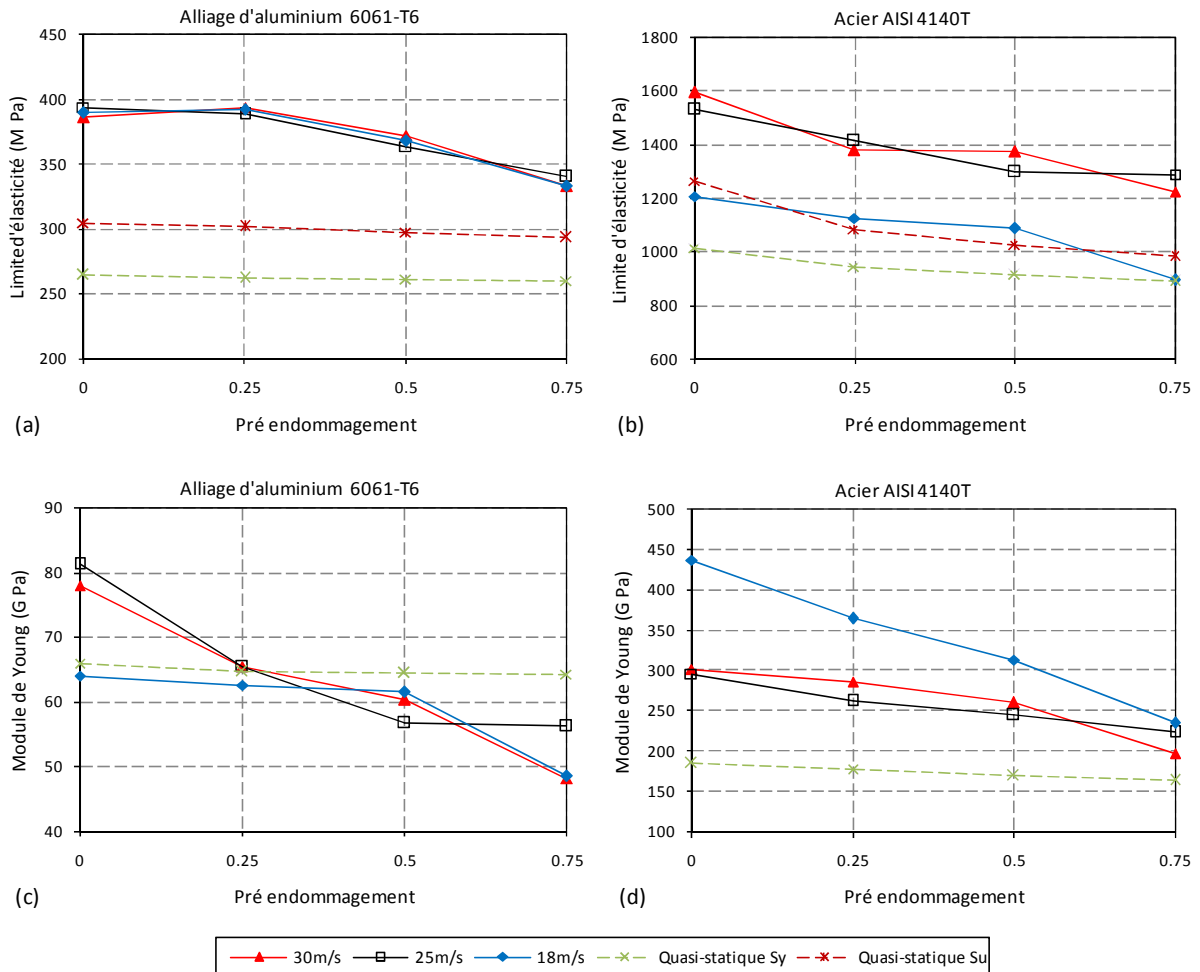 Alliage d'aluminium 6061-T6
Limite d'élasticité (M Pa)
450
400
350
300
250
200
0 0.25 0.5 0.75
(a) Pré endommagement
Acier AISI 4140T
Limite d'élasticité (M Pa)
1800
1600
1400
1200
1000
800
600
0 0.25 0.5 0.75
(b) Pré endommagement
Alliage d'aluminium 6061-T6
Module de Young (G Pa)
90
80
70
60
50
40
0 0.25 0.5 0.75
(c) Pré endommagement
Acier AISI 4140T
Module de Young (G Pa)
500
450
400
350
300
250
200
150
100
0 0.25 0.5 0.75
(d) Pré endommagement
30m/s 25m/s 18m/s Quasi-statique Sy Quasi-statique Su